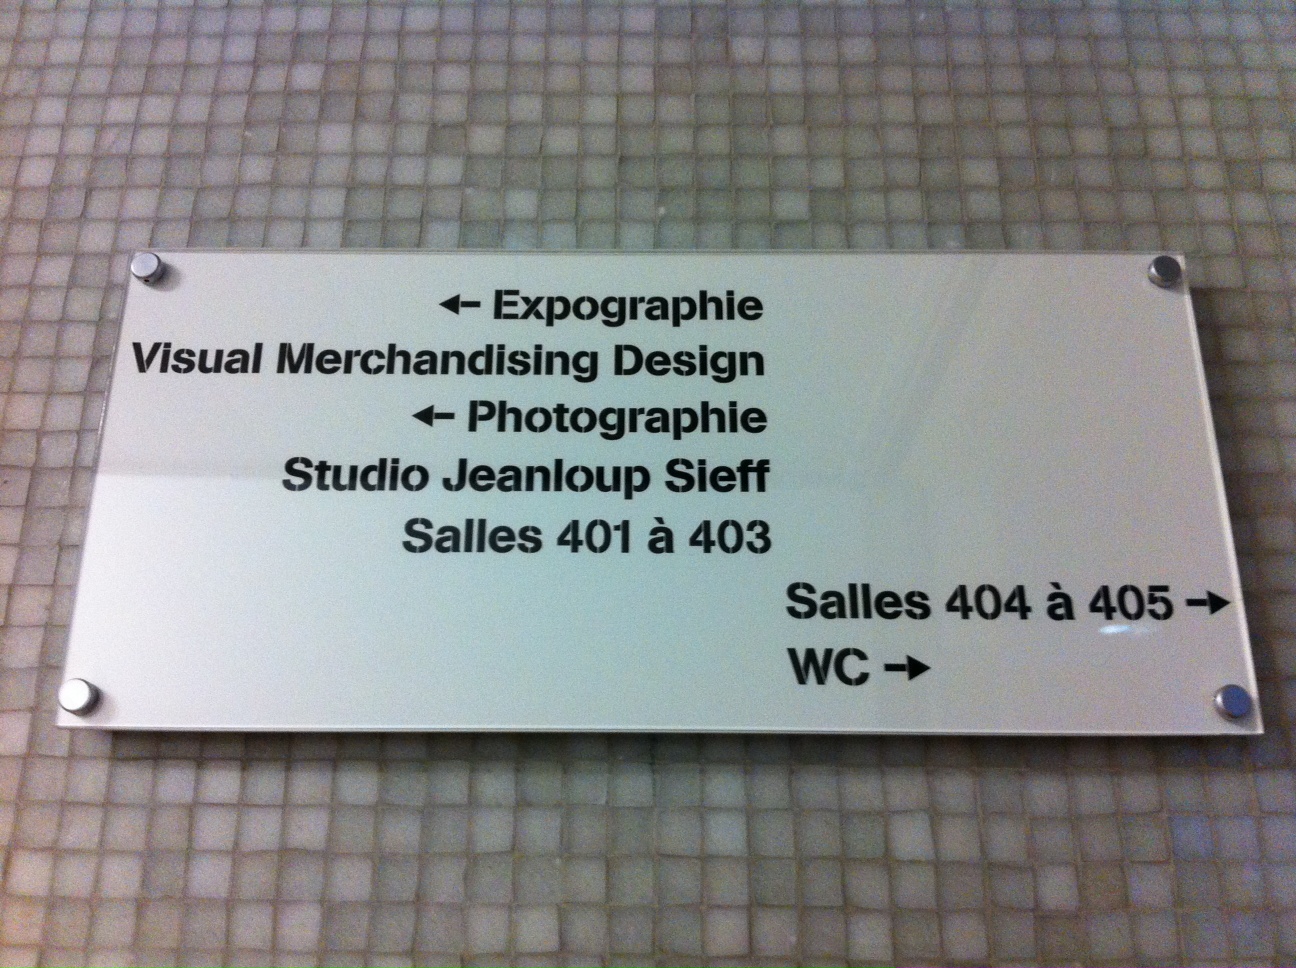 ← Expographie
Visual Merchandising Design
← Photographie
Studio Jeanloup Sieff
Salles 401 à 403
Salles 404 à 405 →
WC →